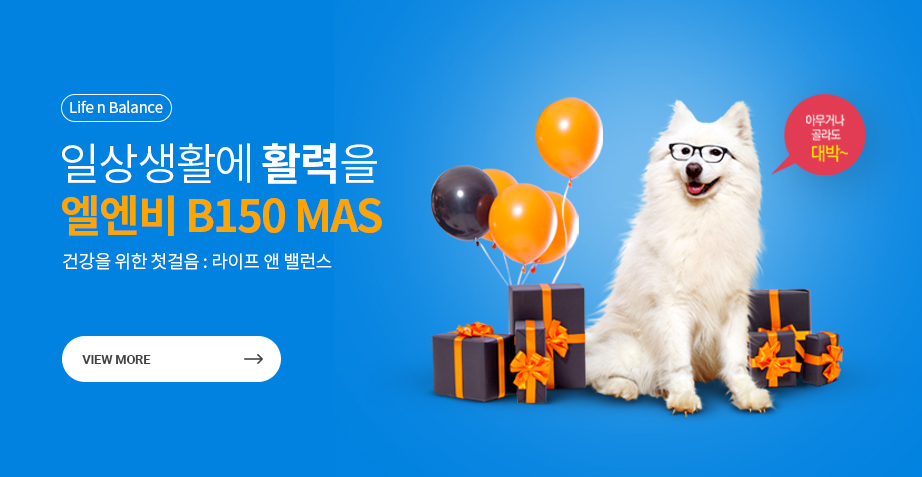 Life n Balance
일상생활에 활력을
엘엔비 B150 MAS
건강을 위한 첫걸음 : 라이프 앤 밸런스
VIEW MORE
아무거나
골라도
대박~